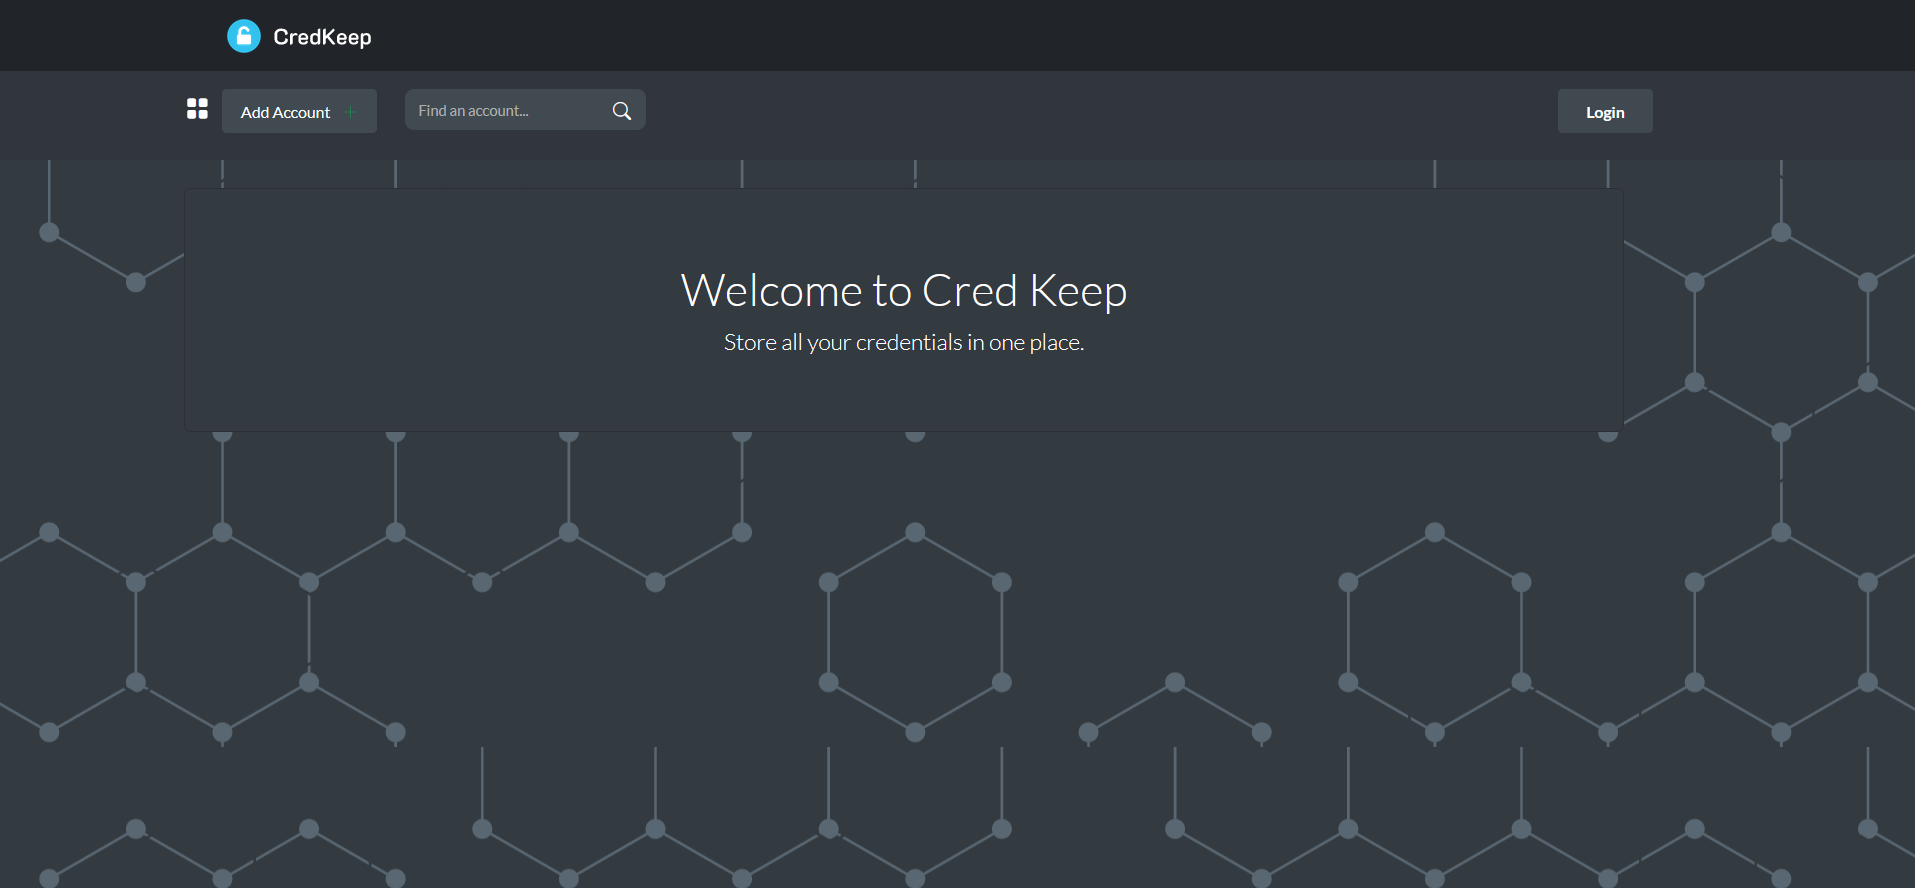 CredKeep
Add Account +
Find an account...
Login
Welcome to Cred Keep
Store all your credentials in one place.